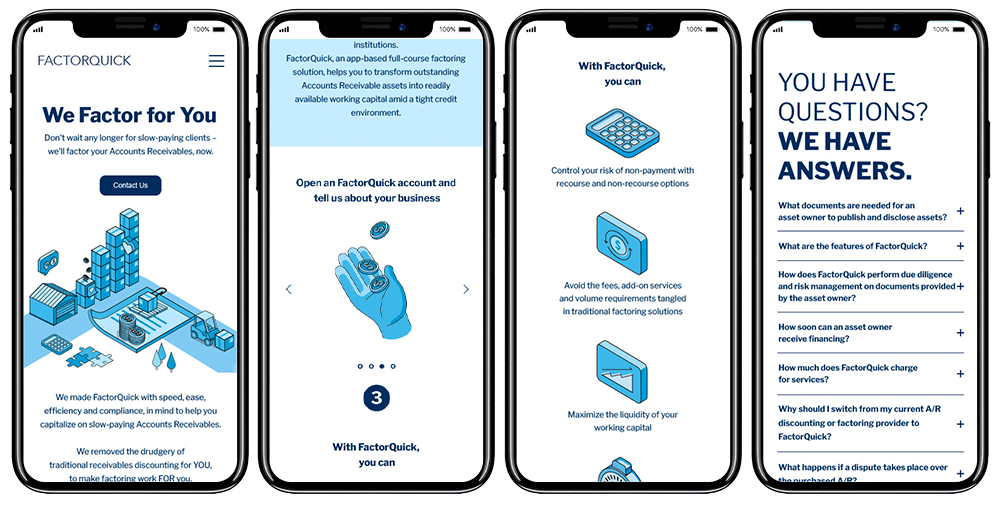 100%
FACTORQUICK
We Factor for You
Don't wait any longer for slow-paying clients –
we'll factor your Accounts Receivables, now.
Contact Us
We made FactorQuick with speed, ease,
efficiency and compliance, in mind to help you
capitalize on slow-paying Accounts Receivables.
We removed the drudgery of
traditional receivables discounting for YOU,
to make factoring work FOR you.
100%
institutions.
FactorQuick, an app-based full-course factoring
solution, helps you to transform outstanding
Accounts Receivable assets into readily
available working capital amid a tight credit
environment.
Open an FactorQuick account and
tell us about your business
3
With FactorQuick,
you can
100%
With FactorQuick,
you can
Control your risk of non-payment with
recourse and non-recourse options
$
Avoid the fees, add-on services
and volume requirements tangled
in traditional factoring solutions
Maximize the liquidity of your
working capital
100%
YOU HAVE
QUESTIONS?
WE HAVE
ANSWERS.
What documents are needed for an
asset owner to publish and disclose assets?
What are the features of FactorQuick?
How does FactorQuick perform due diligence
and risk management on documents provided
by the asset owner?
How soon can an asset owner
receive financing?
How much does FactorQuick charge
for services?
Why should I switch from my current A/R
discounting or factoring provider to
FactorQuick?
What happens if a dispute takes place over
the purchased A/R?